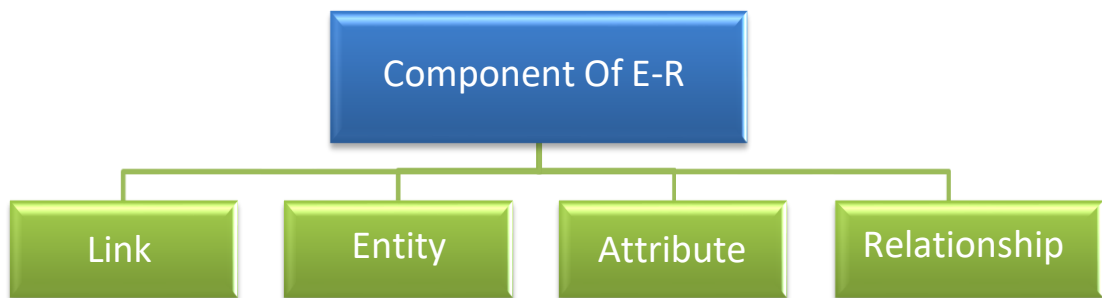 Component Of E-R
Link
Entity
Attribute
Relationship